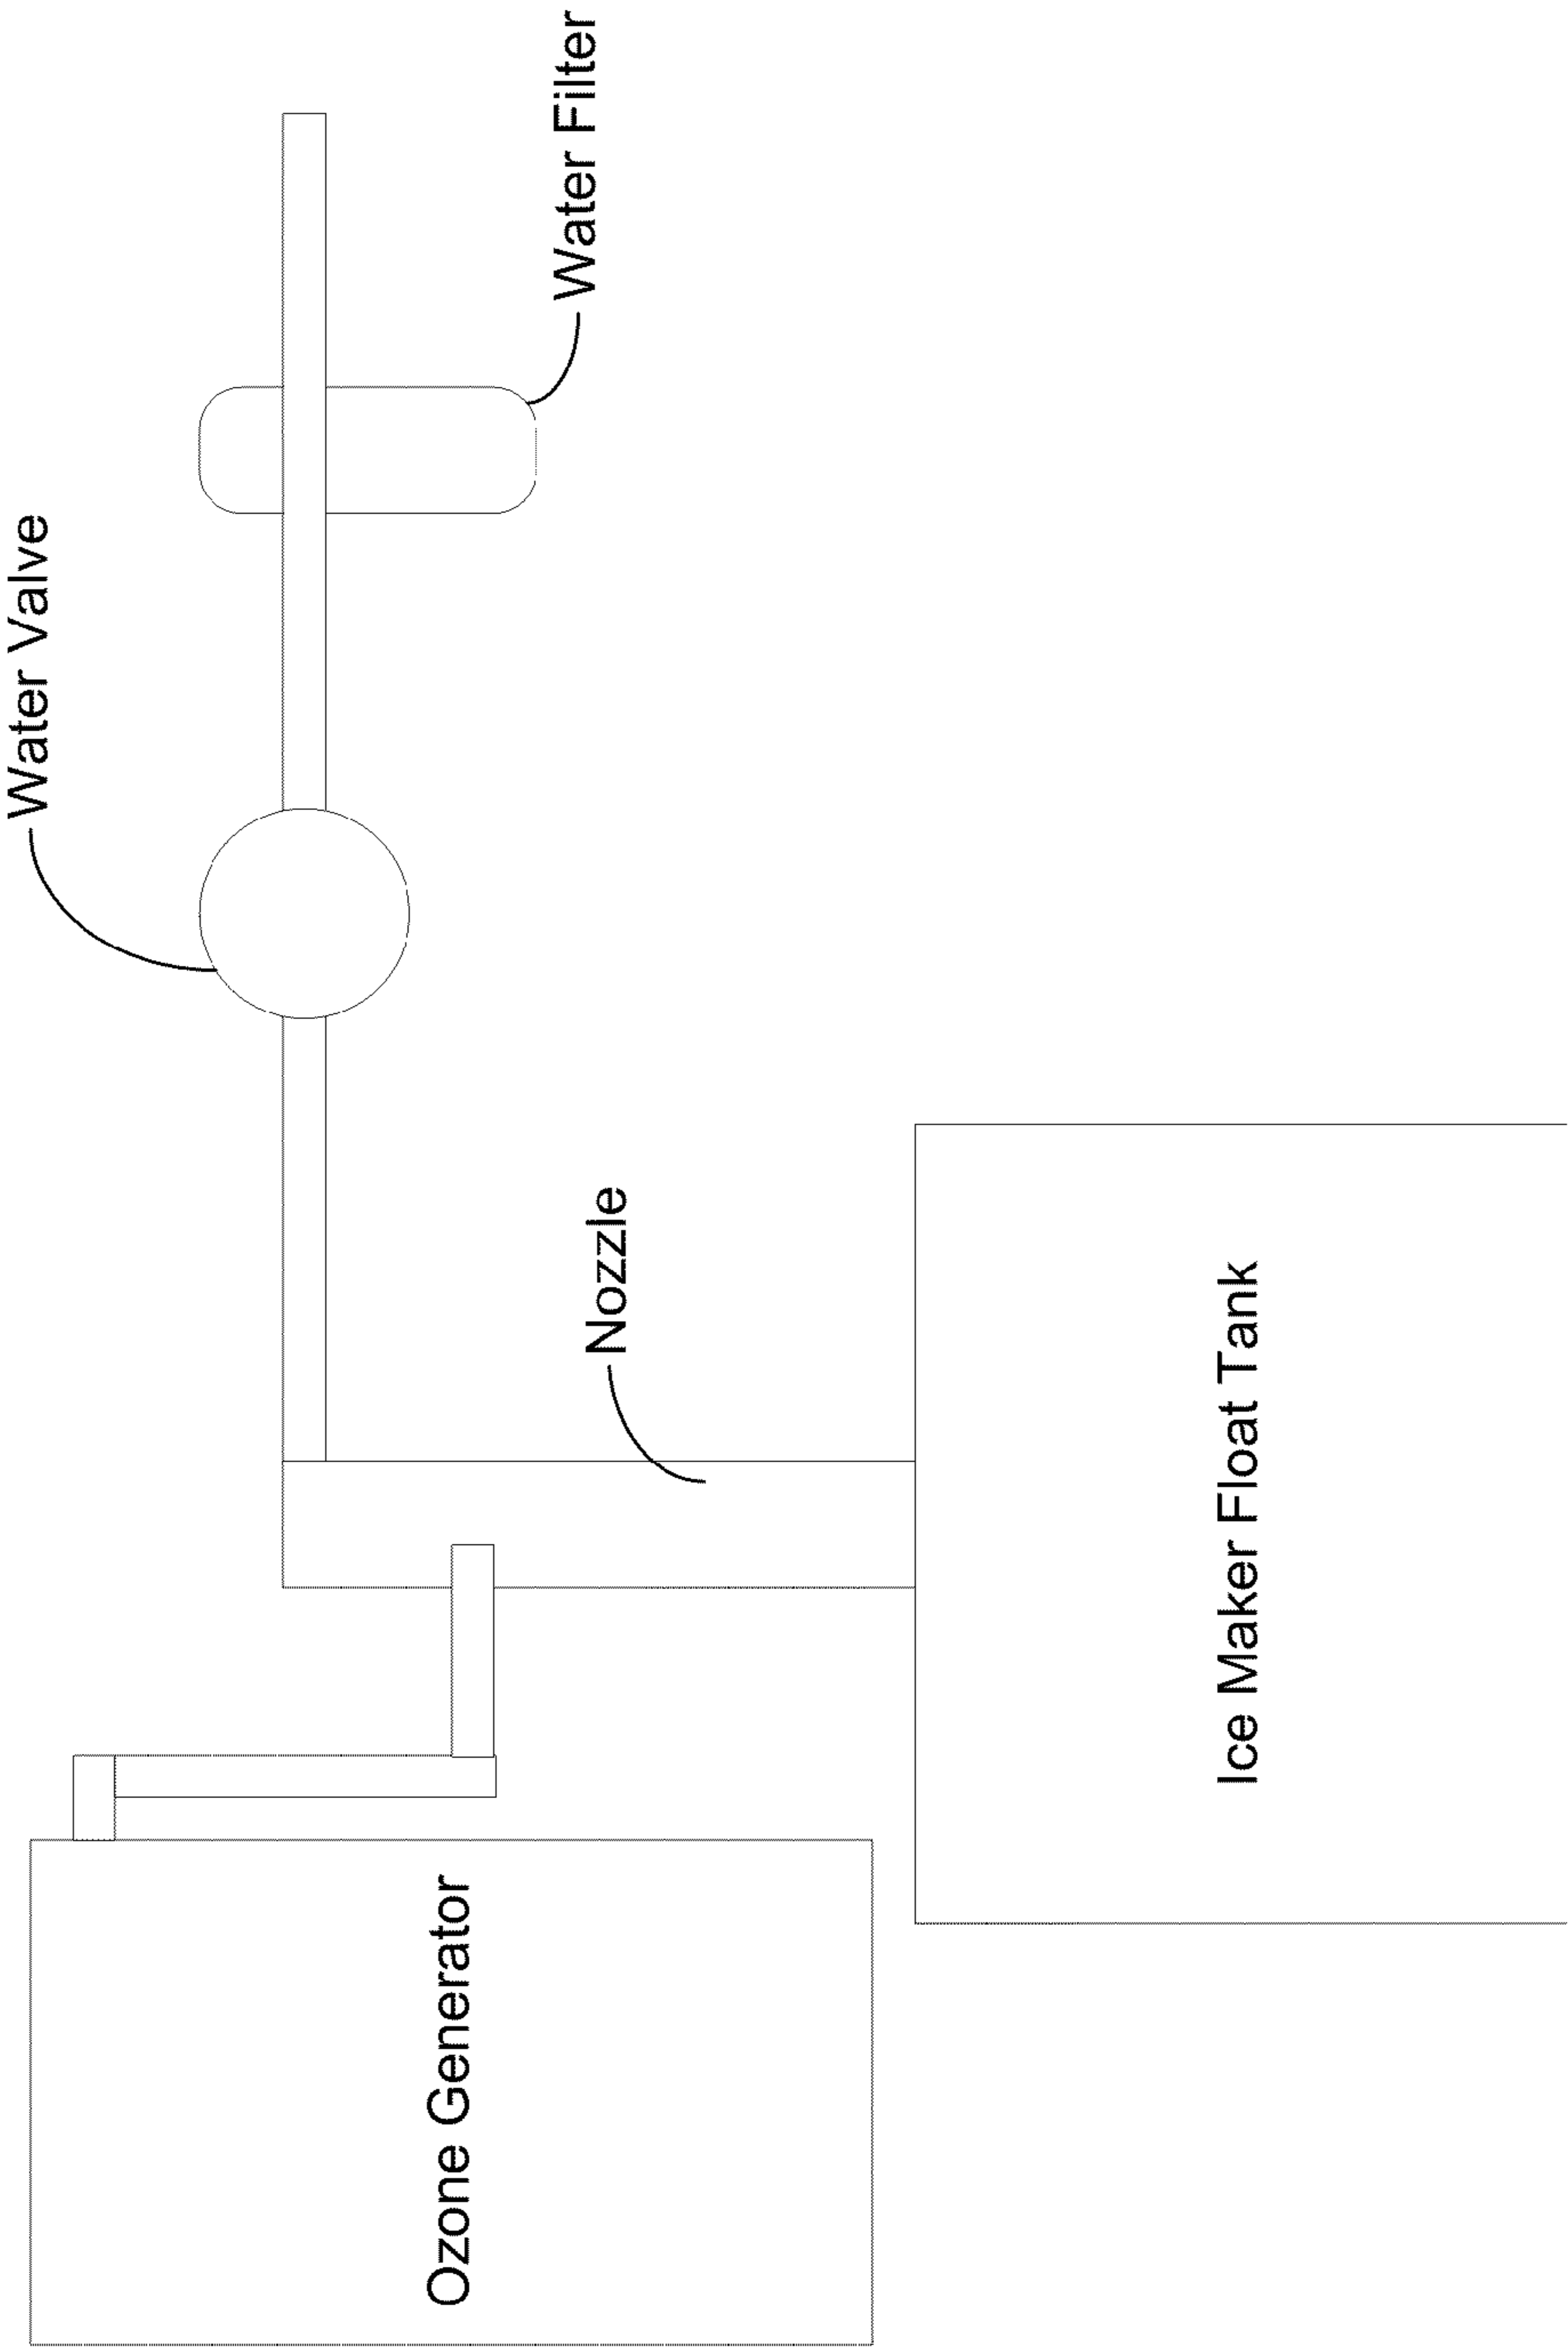 Water Valve
Water Filter
Nozzle
Ozone Generator
Ice Maker Float Tank